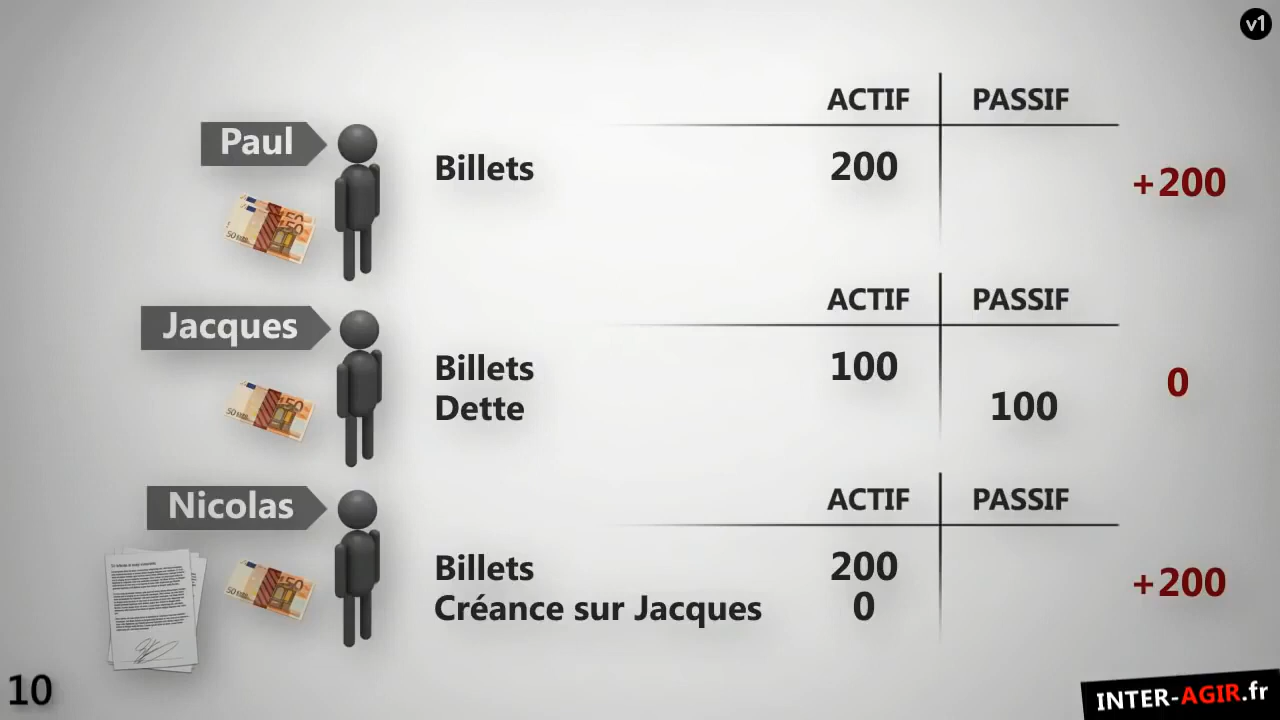 v1
ACTIF PASSIF
Paul
Billets 200
+200
ACTIF PASSIF
Jacques
Billets 100
Dette 100
0
ACTIF PASSIF
Nicolas
Billets 200
Créance sur Jacques 0
+200
10
INTER-AGIR.fr